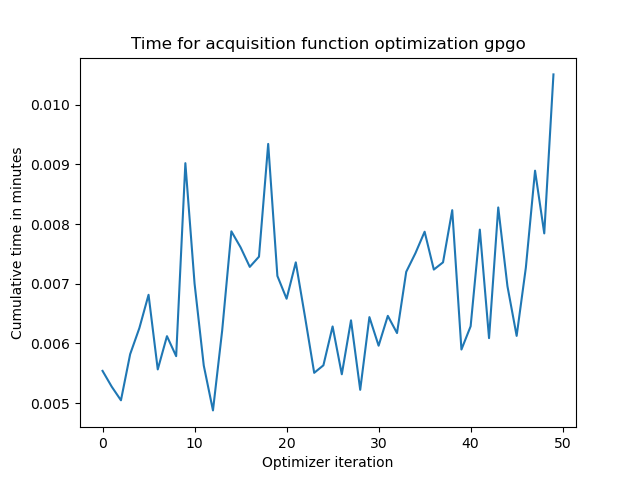 Time for acquisition function optimization gpgo
0.010
0.009
0.008
0.007
0.006
0.005
Cumulative time in minutes
0 10 20 30 40 50
Optimizer iteration